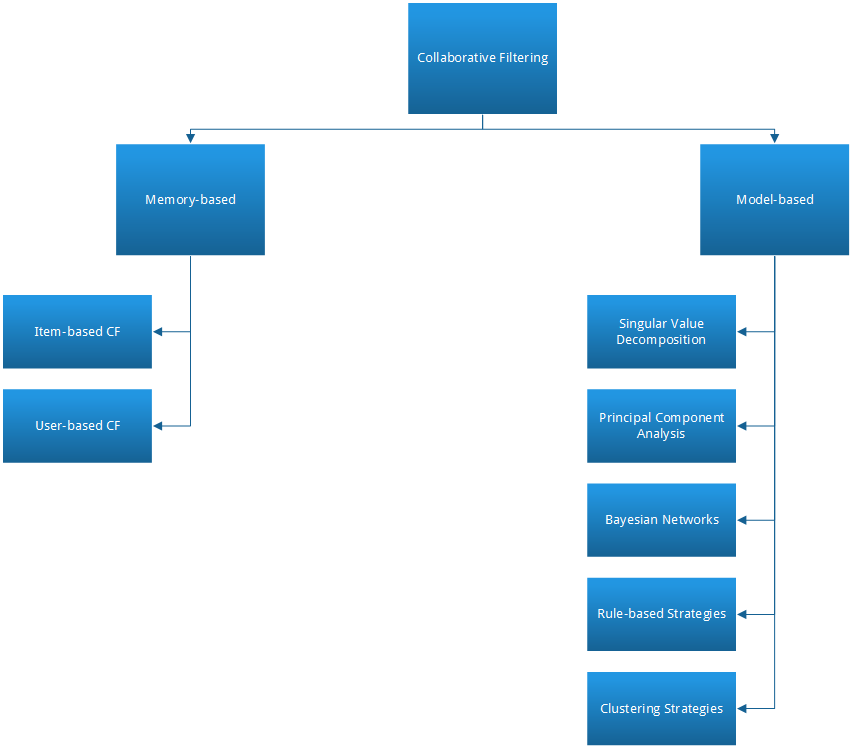 Collaborative Filtering
Memory-based
Model-based
Item-based CF
User-based CF
Singular Value
Decomposition
Principal Component
Analysis
Bayesian Networks
Rule-based Strategies
Clustering Strategies